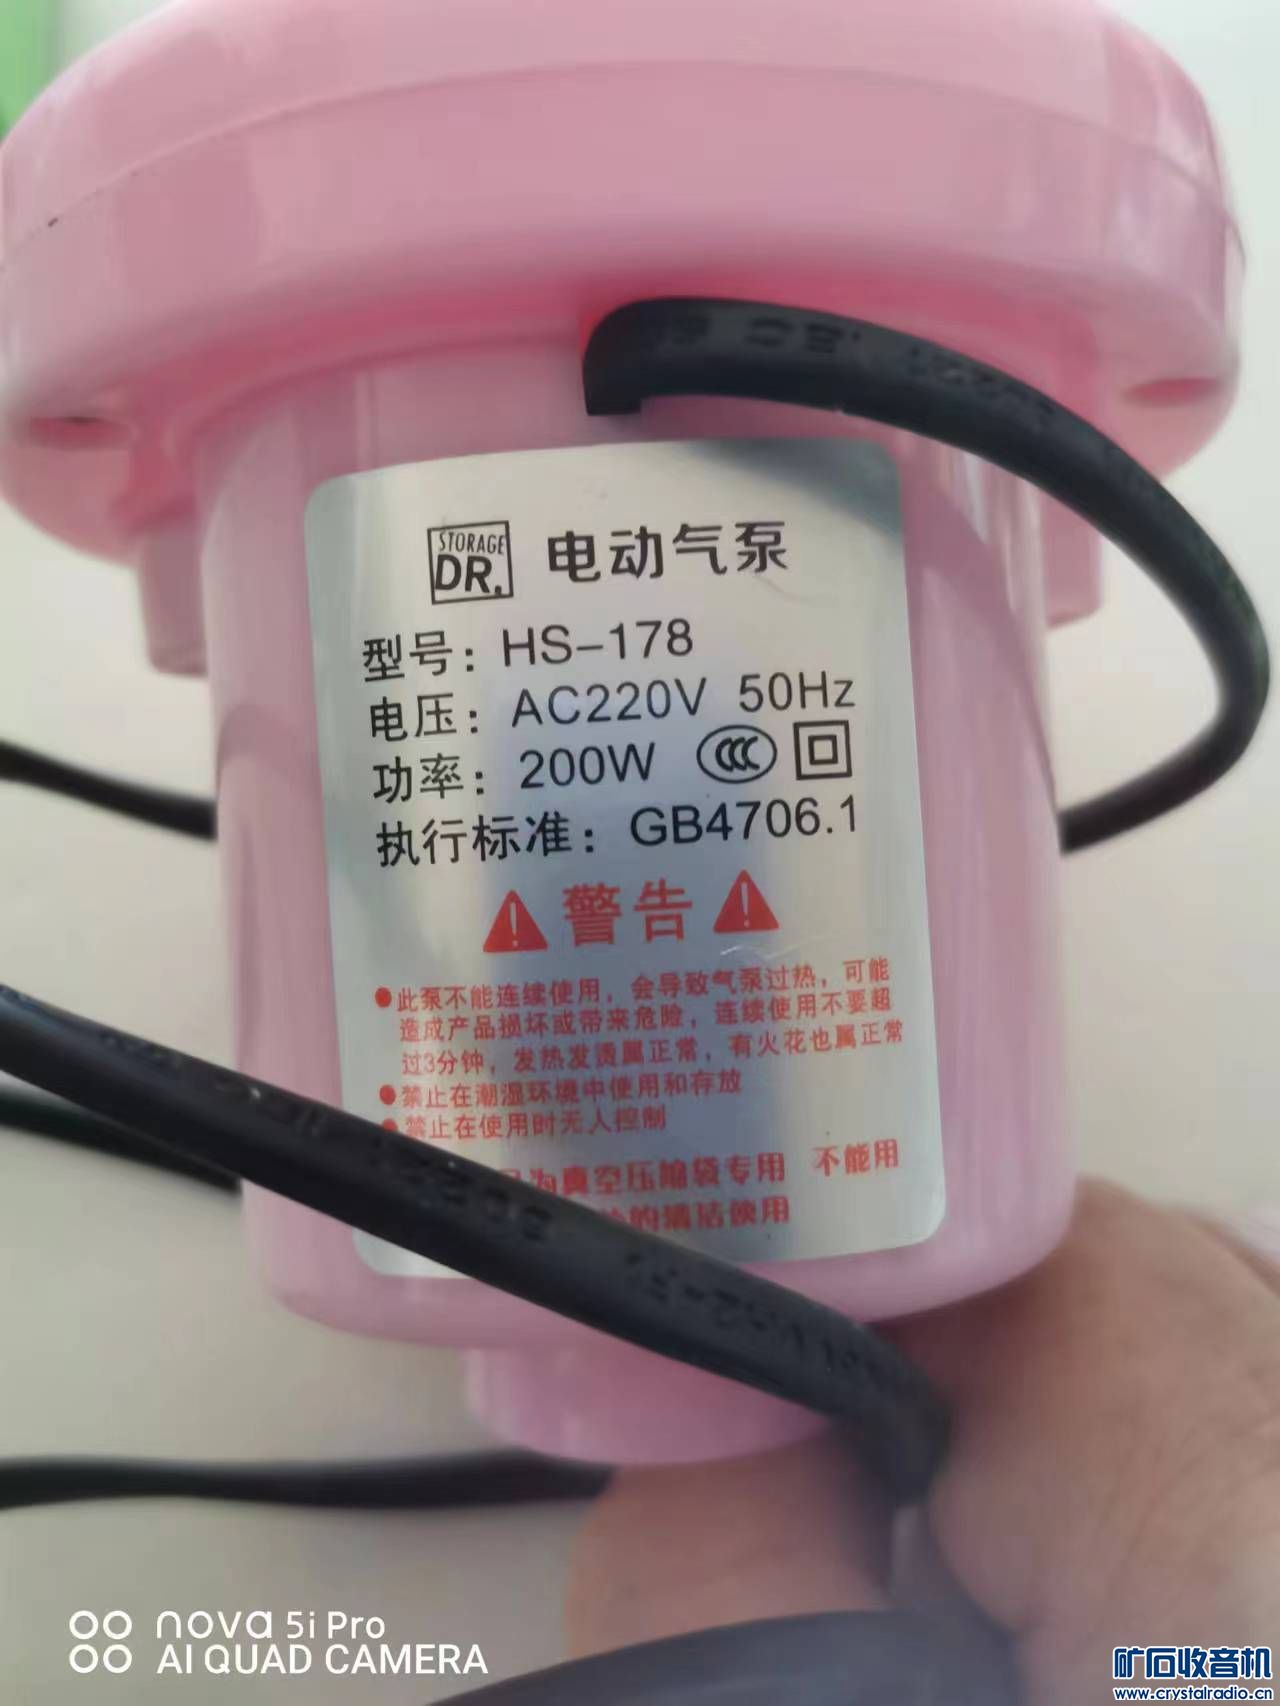 STORAGE
DR.
电动气泵
型号：HS-178
电压：AC220V 50Hz
功率：200W
执行标准：GB4706.1
警告
●此泵不能连续使用，会导致气泵过热，可能
造成产品损坏或带来危险，连续使用不要超
过3分钟，发热发烫属正常，有火花也属正常
●禁止在潮湿环境中使用和存放
●禁止在使用时无人控制
为真空压缩袋专用 不能用
的清洁使用
nova 5i Pro
AI QUAD CAMERA
矿石收音机
www.crystalradio.cn